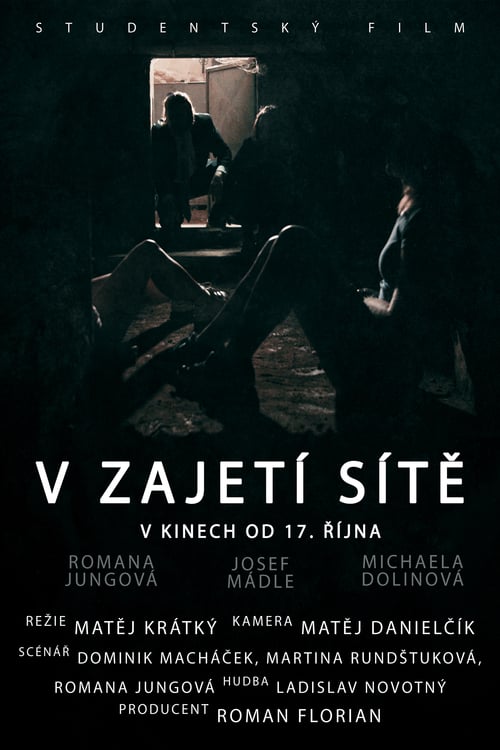 STUDENTSKÝ FILM
V ZAJETÍ SÍTĚ
V KINECH OD 17. ŘÍJNA
ROMANA JUNGOVÁ
JOSEF MÁDLE
MICHAELA DOLINOVÁ
REŽIE MATĚJ KRÁTKÝ KAMERA MATĚJ DANIELČÍK
SCÉNÁŘ DOMINIK MACHÁČEK, MARTINA RUNDŠTUKOVÁ,
ROMANA JUNGOVÁ HUDBA LADISLAV NOVOTNÝ
PRODUCENT ROMAN FLORIAN